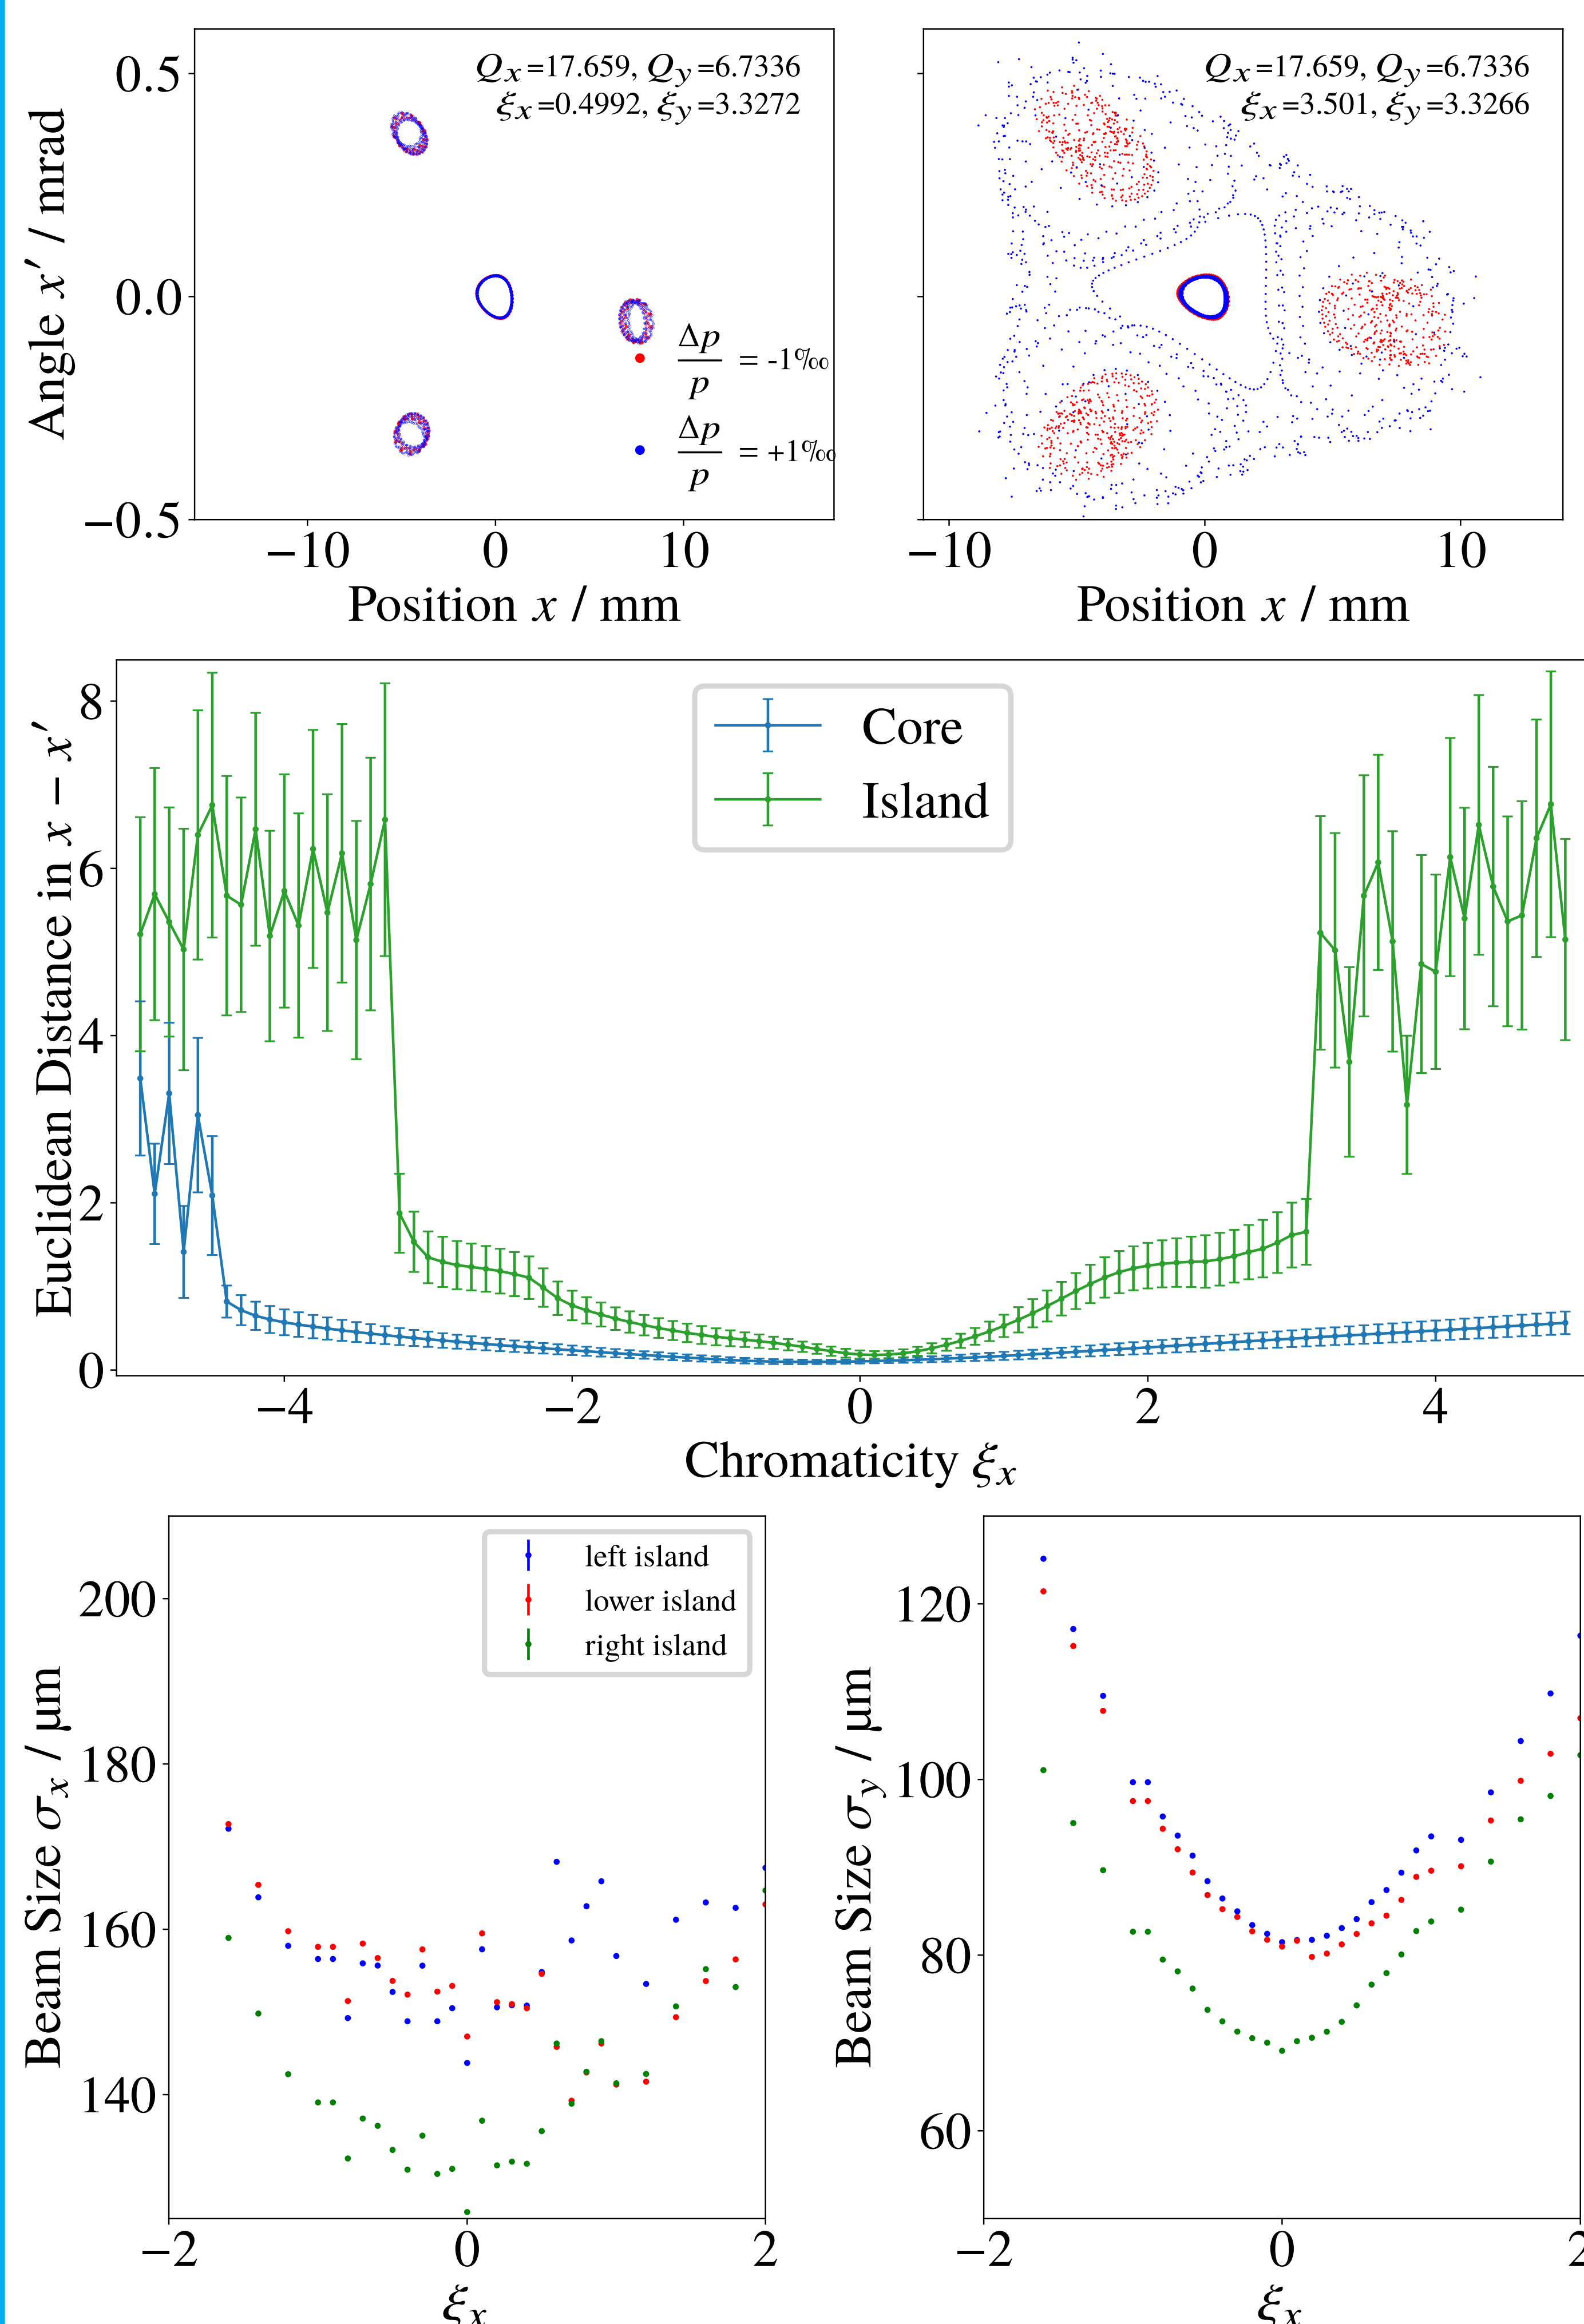 Qx=17.659, Qy=6.7336
ξx=0.4992, ξy=3.3272
Δp/p = -1‰
Δp/p = +1‰
0.5
0.0
−0.5
−10 0 10
Angle x′ / mrad
Position x / mm
Qx=17.659, Qy=6.7336
ξx=3.501, ξy=3.3266
−10 0 10
Position x / mm
Core
Island
8
6
4
2
0
−4 −2 0 2 4
Euclidean Distance in x − x′
Chromaticity ξx
left island
lower island
right island
200
180
160
140
−2 0 2
Beam Size σx / μm
ξx
120
100
80
60
−2 0 2
Beam Size σy / μm
ξx